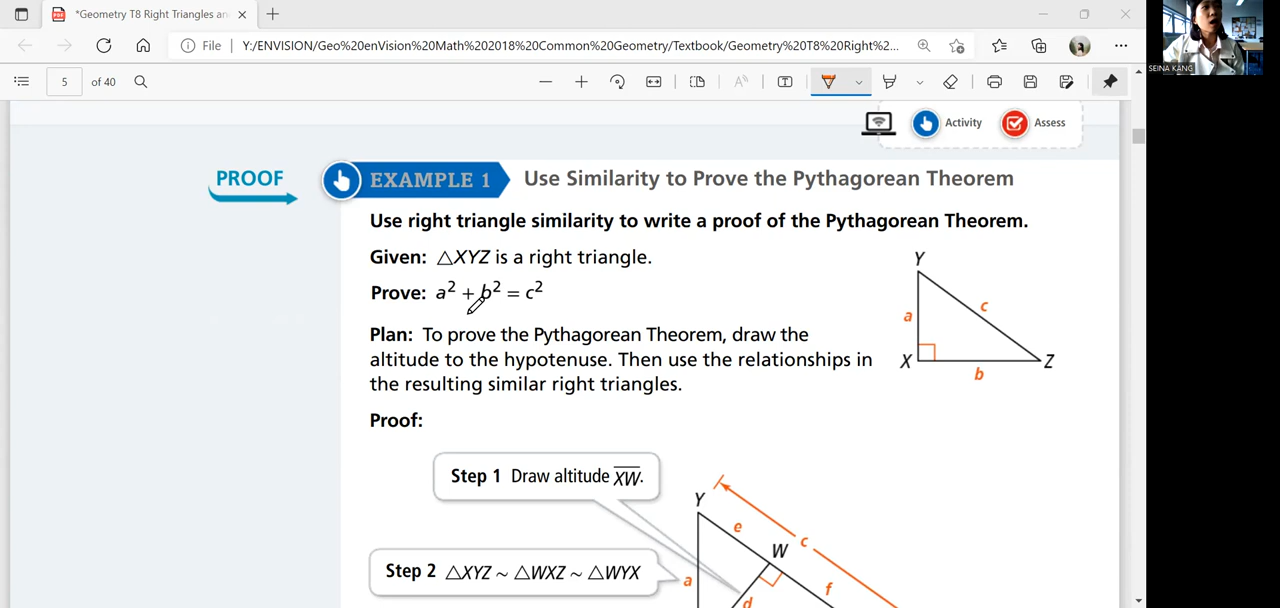 *Geometry T8 Right Triangles an
File
Y:/ENVISION/Geo%20enVision%20Math%202018%20Common%20Geometry/Textbook/Geometry%20T8%20Right%2...
5
of 40
SEINA KANG
Activity
Assess
PROOF
EXAMPLE 1
Use Similarity to Prove the Pythagorean Theorem
Use right triangle similarity to write a proof of the Pythagorean Theorem.
Given: △XYZ is a right triangle.
Prove: a² + b² = c²
Plan: To prove the Pythagorean Theorem, draw the
altitude to the hypotenuse. Then use the relationships in
the resulting similar right triangles.
Y
c
a
X
Z
b
Proof:
Step 1 Draw altitude X̅W̅.
Step 2 △XYZ ~ △WXZ ~ △WYX
Y
e
c
W
a
f
d